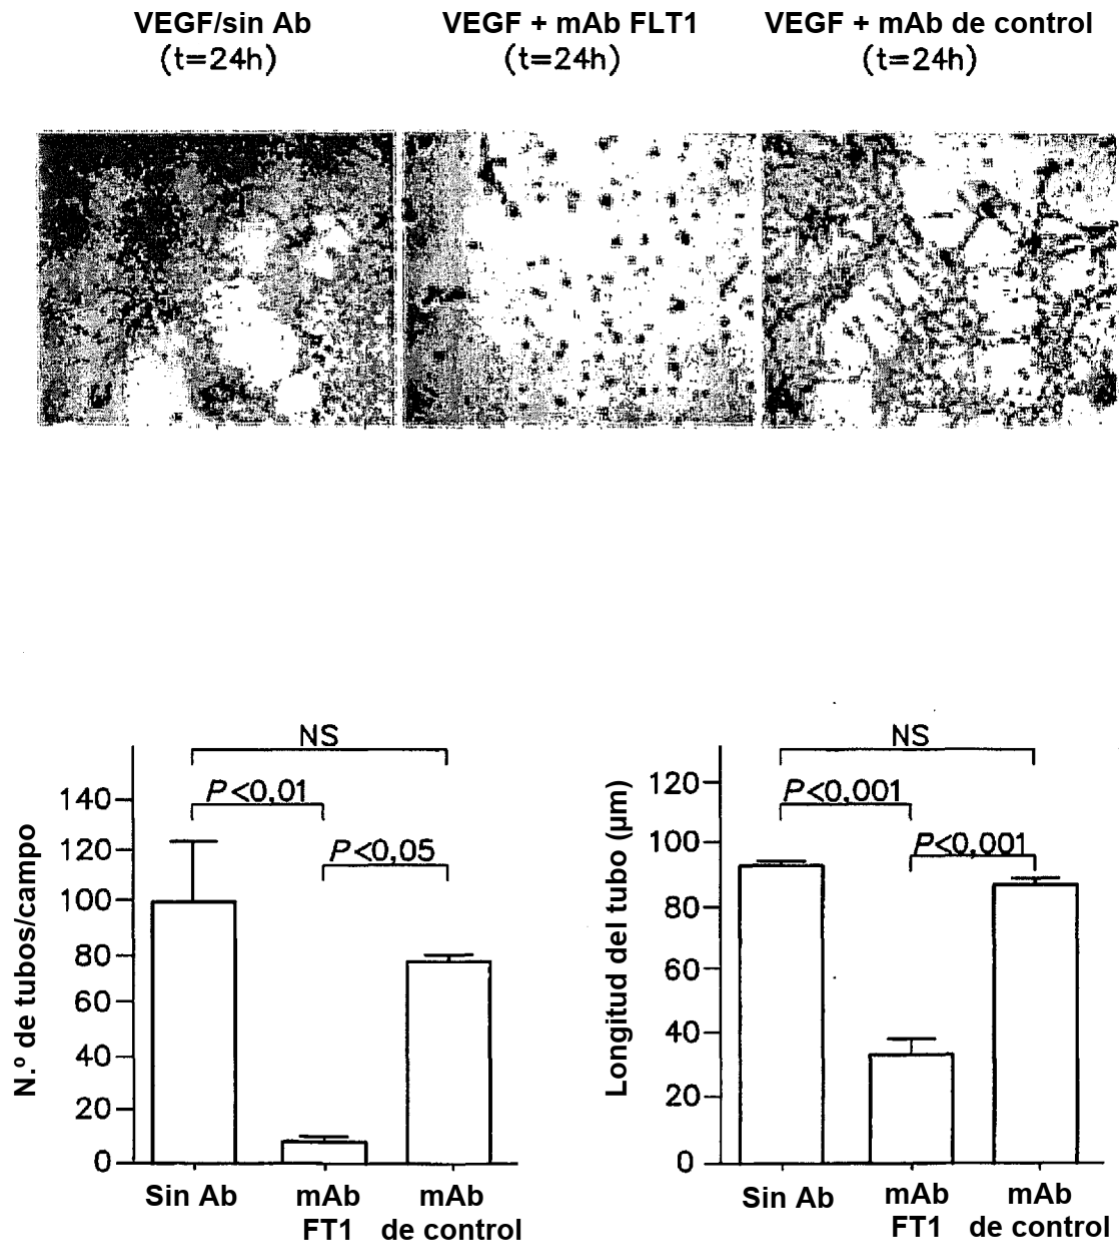 VEGF/sin Ab
(t=24h)
VEGF + mAb FLT1
(t=24h)
VEGF + mAb de control
(t=24h)
N.º de tubos/campo
140
120
100
80
60
40
20
0
NS
P<0,01
P<0,05
Sin Ab
mAb
FT1
mAb
de control
Longitud del tubo (µm)
120
100
80
60
40
20
0
NS
P<0,001
P<0,001
Sin Ab
mAb
FT1
mAb
de control